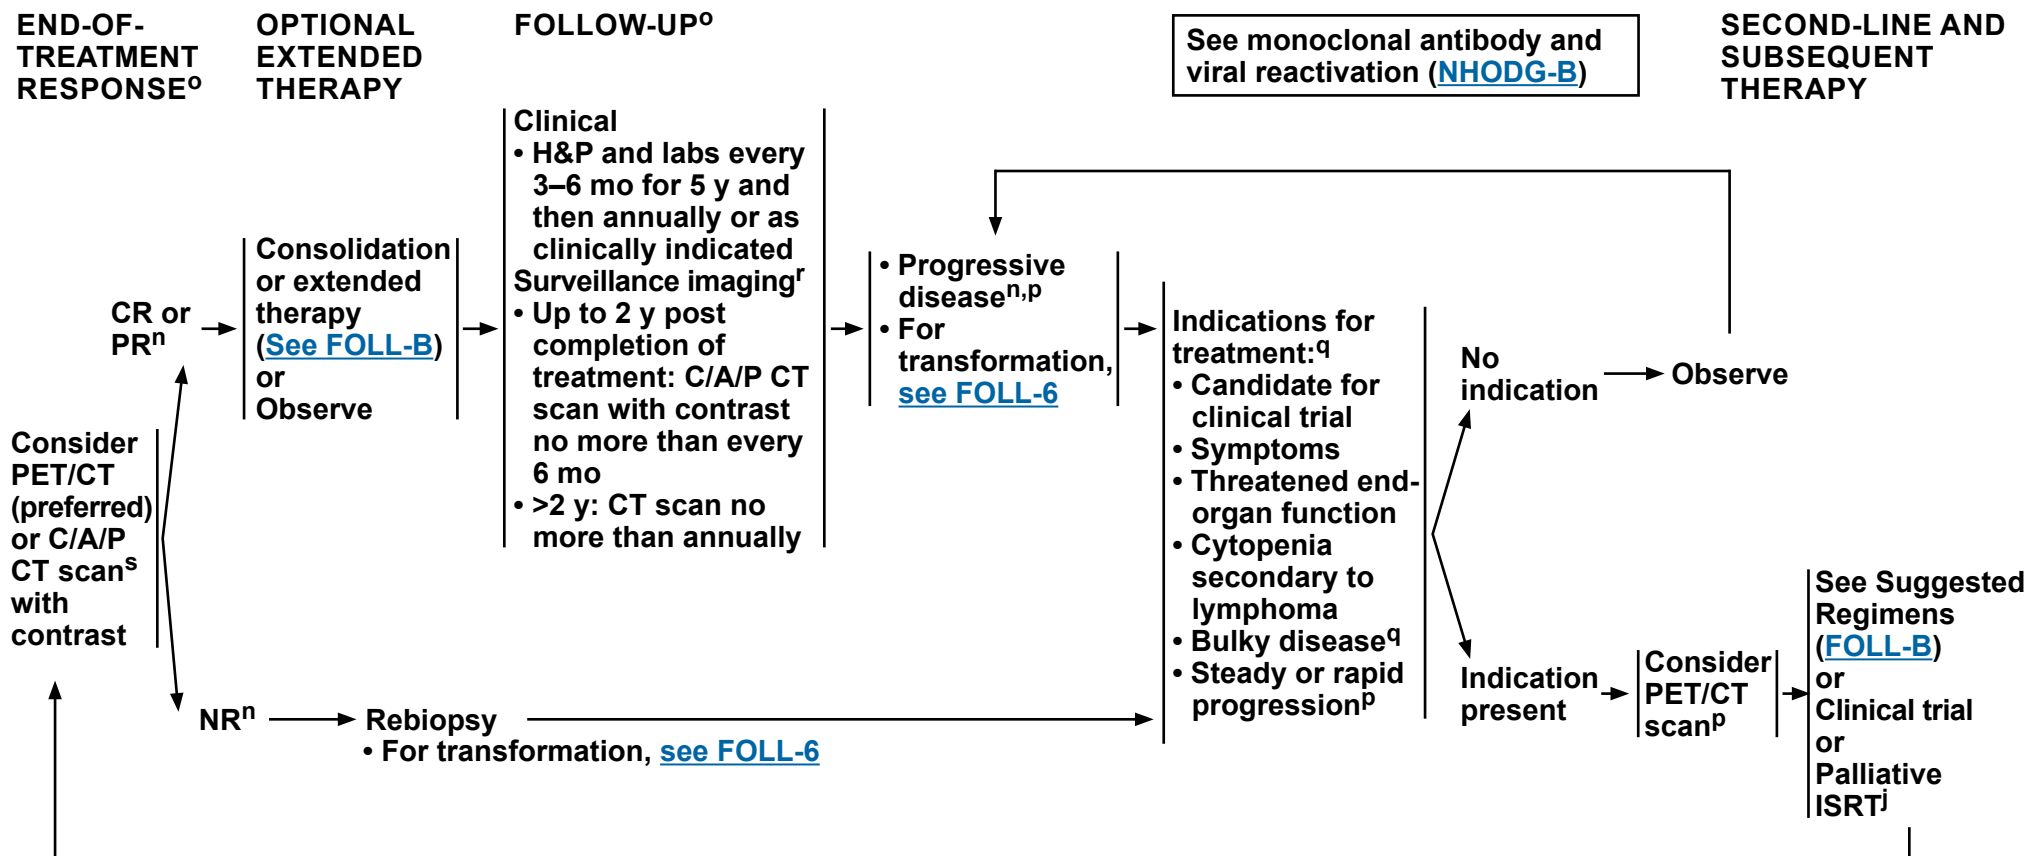 END-OF-
TREATMENT
RESPONSEº
OPTIONAL
EXTENDED
THERAPY
FOLLOW-UPº
See monoclonal antibody and
viral reactivation (NHODG-B)
SECOND-LINE AND
SUBSEQUENT
THERAPY
Consider
PET/CT
(preferred)
or C/A/P
CT scanˢ
with
contrast
CR or
PRⁿ
Consolidation
or extended
therapy
(See FOLL-B)
or
Observe
Clinical
• H&P and labs every
3–6 mo for 5 y and
then annually or as
clinically indicated
Surveillance imagingʳ
• Up to 2 y post
completion of
treatment: C/A/P CT
scan with contrast
no more than every
6 mo
• >2 y: CT scan no
more than annually
• Progressive
diseaseⁿ,ᵖ
• For
transformation,
see FOLL-6
NRⁿ
Rebiopsy
• For transformation, see FOLL-6
Indications for
treatment:q
• Candidate for
clinical trial
• Symptoms
• Threatened end-
organ function
• Cytopenia
secondary to
lymphoma
• Bulky diseaseq
• Steady or rapid
progressionᵖ
No
indication
Observe
Indication
present
Consider
PET/CT
scanᵖ
See Suggested
Regimens
(FOLL-B)
or
Clinical trial
or
Palliative
ISRTʲ